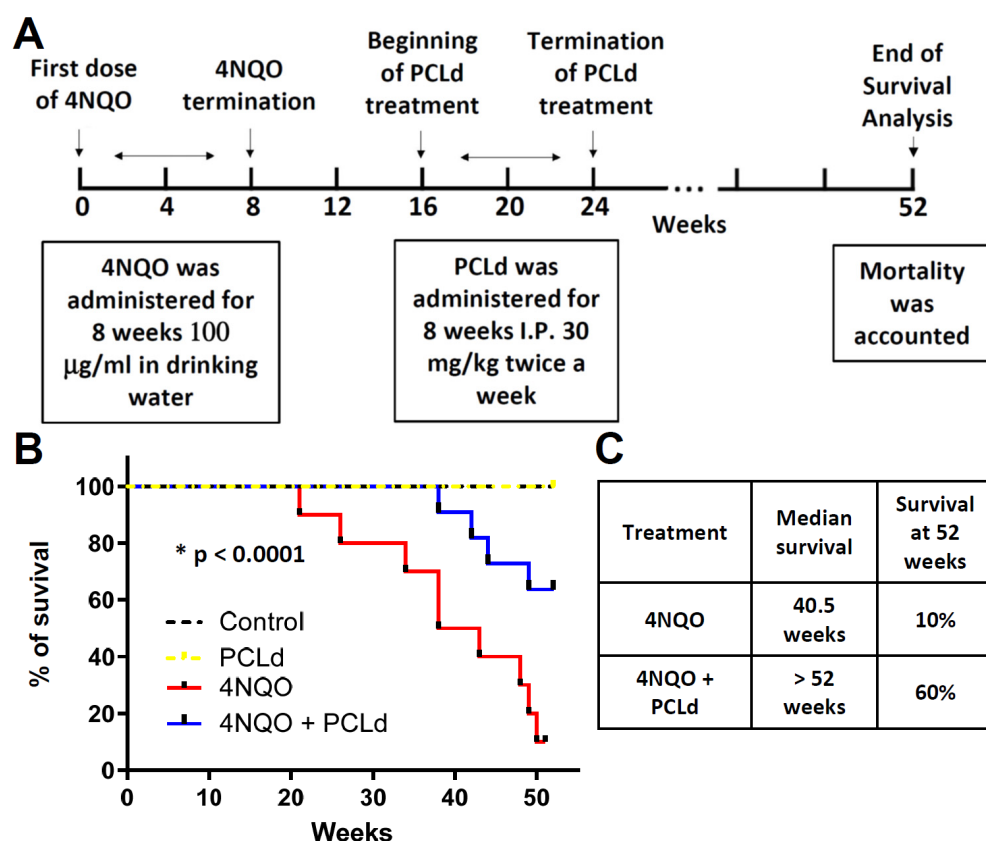 A
First dose
of 4NQO
4NQO
termination
Beginning
of PCLd
treatment
Termination
of PCLd
treatment
End of
Survival
Analysis
0 4 8 12 16 20 24 ... 52
Weeks
4NQO was
administered for
8 weeks 100
µg/ml in drinking
water
PCLd was
administered for
8 weeks I.P. 30
mg/kg twice a
week
Mortality
was
accounted
B
% of suvival
100
80
60
40
20
0
* p < 0.0001
Control
PCLd
4NQO
4NQO + PCLd
0 10 20 30 40 50
Weeks
C
Treatment
Median
survival
Survival
at 52
weeks
4NQO
40.5
weeks
10%
4NQO +
PCLd
> 52
weeks
60%